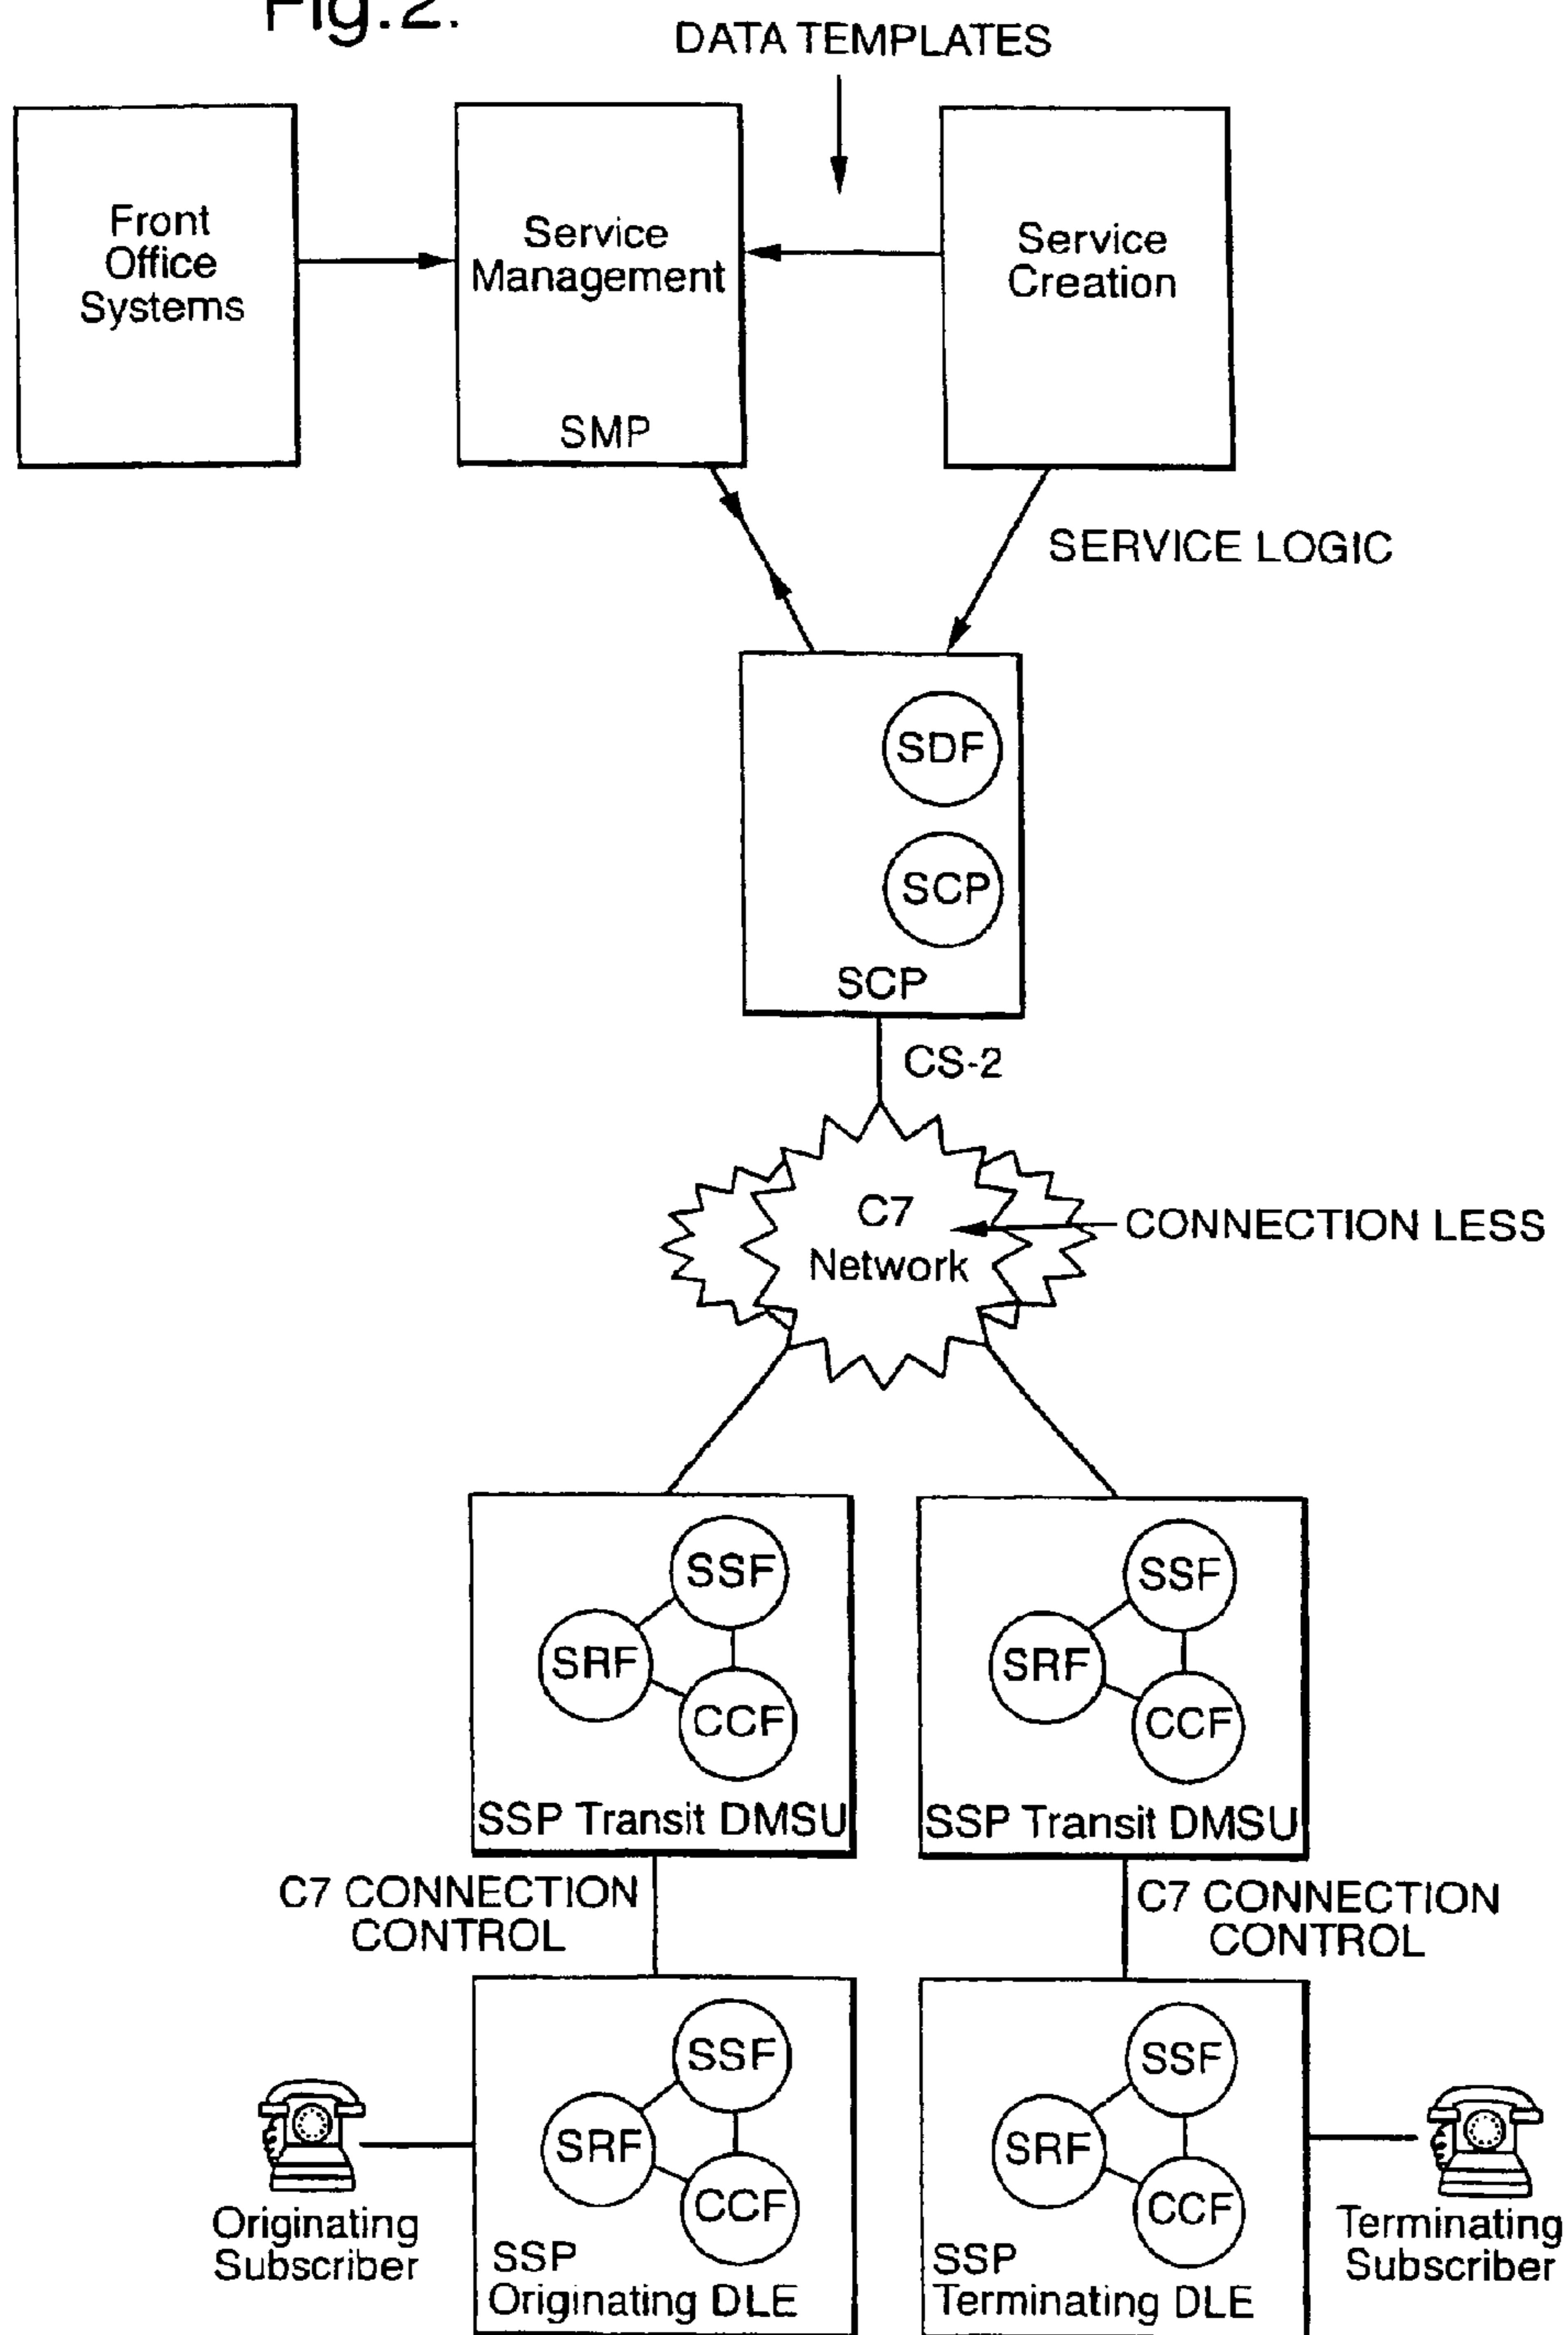 Fig.2.
DATA TEMPLATES
Front
Office
Systems
Service
Management
SMP
Service
Creation
SERVICE LOGIC
SDF
SCP
SCP
CS-2
C7
Network
CONNECTION LESS
SSF
SRF
CCF
SSP Transit DMSU
SSF
SRF
CCF
SSP Transit DMSU
C7 CONNECTION
CONTROL
C7 CONNECTION
CONTROL
Originating
Subscriber
SSF
SRF
CCF
SSP
Originating DLE
SSF
SRF
CCF
SSP
Terminating DLE
Terminating
Subscriber